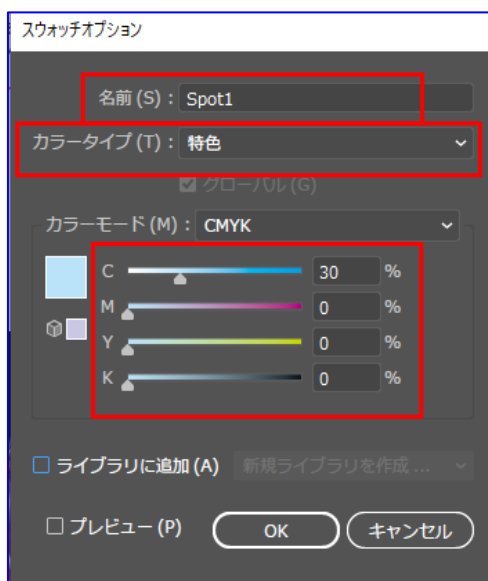 スウォッチオプション
名前 (S) : Spot1
カラータイプ (T) : 特色
グローバル (G)
カラーモード (M) : CMYK
C 30 %
M 0 %
Y 0 %
K 0 %
ライブラリに追加 (A) 新規ライブラリを作成 ...
プレビュー (P) OK キャンセル